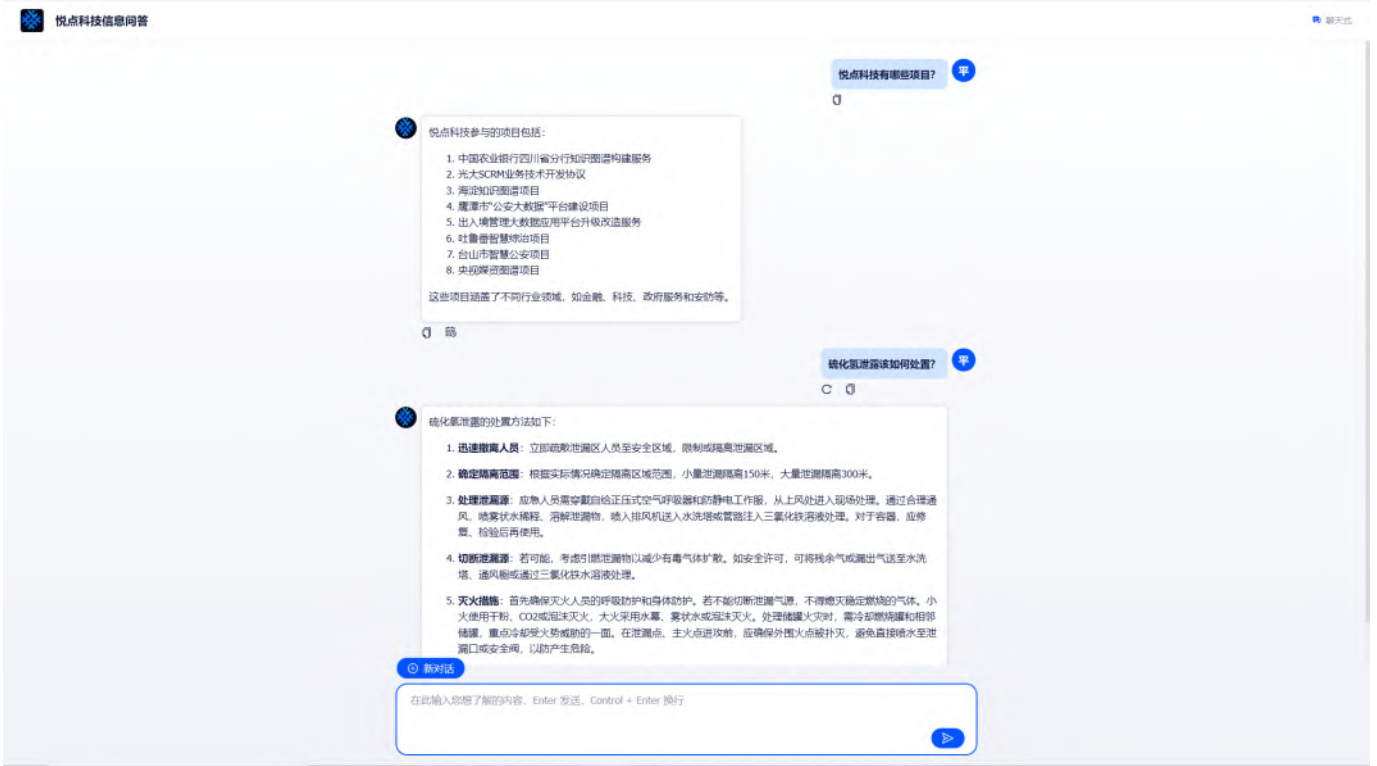 悦点科技信息问答
聊天式
悦点科技有哪些项目?
平
悦点科技参与的项目包括:
1. 中国农业银行四川省分行知识图谱构建服务
2. 光大SCRM业务技术开发协议
3. 海淀知识图谱项目
4. 鹰潭市“公安大数据”平台建设项目
5. 出入境管理大数据应用平台升级改造服务
6. 吐鲁番智慧综治项目
7. 台山市智慧公安项目
8. 央视媒资图谱项目
这些项目涵盖了不同行业领域，如金融、科技、政府服务和安防等。
硫化氢泄露该如何处置?
平
硫化氢泄露的处置方法如下:
1. 迅速撤离人员：立即疏散泄漏区人员至安全区域，限制或隔离泄漏区域。
2. 确定隔离范围：根据实际情况确定隔离区域范围，小量泄漏隔离150米，大量泄漏隔离300米。
3. 处理泄漏源：应急人员需穿戴自给正压式空气呼吸器和防静电工作服，从上风处进入现场处理。通过合理通
风，喷雾状水稀释、溶解泄漏物，喷入排风机送入水洗塔或管路注入三氯化铁溶液处理。对于容器，应修
复、检验后再使用。
4. 切断泄漏源：若可能，考虑引燃泄漏物以减少有毒气体扩散。如安全许可，可将残余气或漏出气送至水洗
塔、通风橱或通过三氯化铁水溶液处理。
5. 灭火措施：首先确保灭火人员的呼吸防护和身体防护。若不能切断泄漏气源，不得熄灭稳定燃烧的气体。小
火使用干粉、CO2或泡沫灭火，大火采用水幕、雾状水或泡沫灭火。处理储罐火灾时，需冷却燃烧罐和相邻
储罐，重点冷却受火势威胁的一面。在泄漏点、主火点进攻前，应确保外围火点被扑灭，避免直接喷水至泄
漏口或安全阀，以防产生危险。
新对话
在此输入您想了解的内容，Enter 发送，Control + Enter 换行